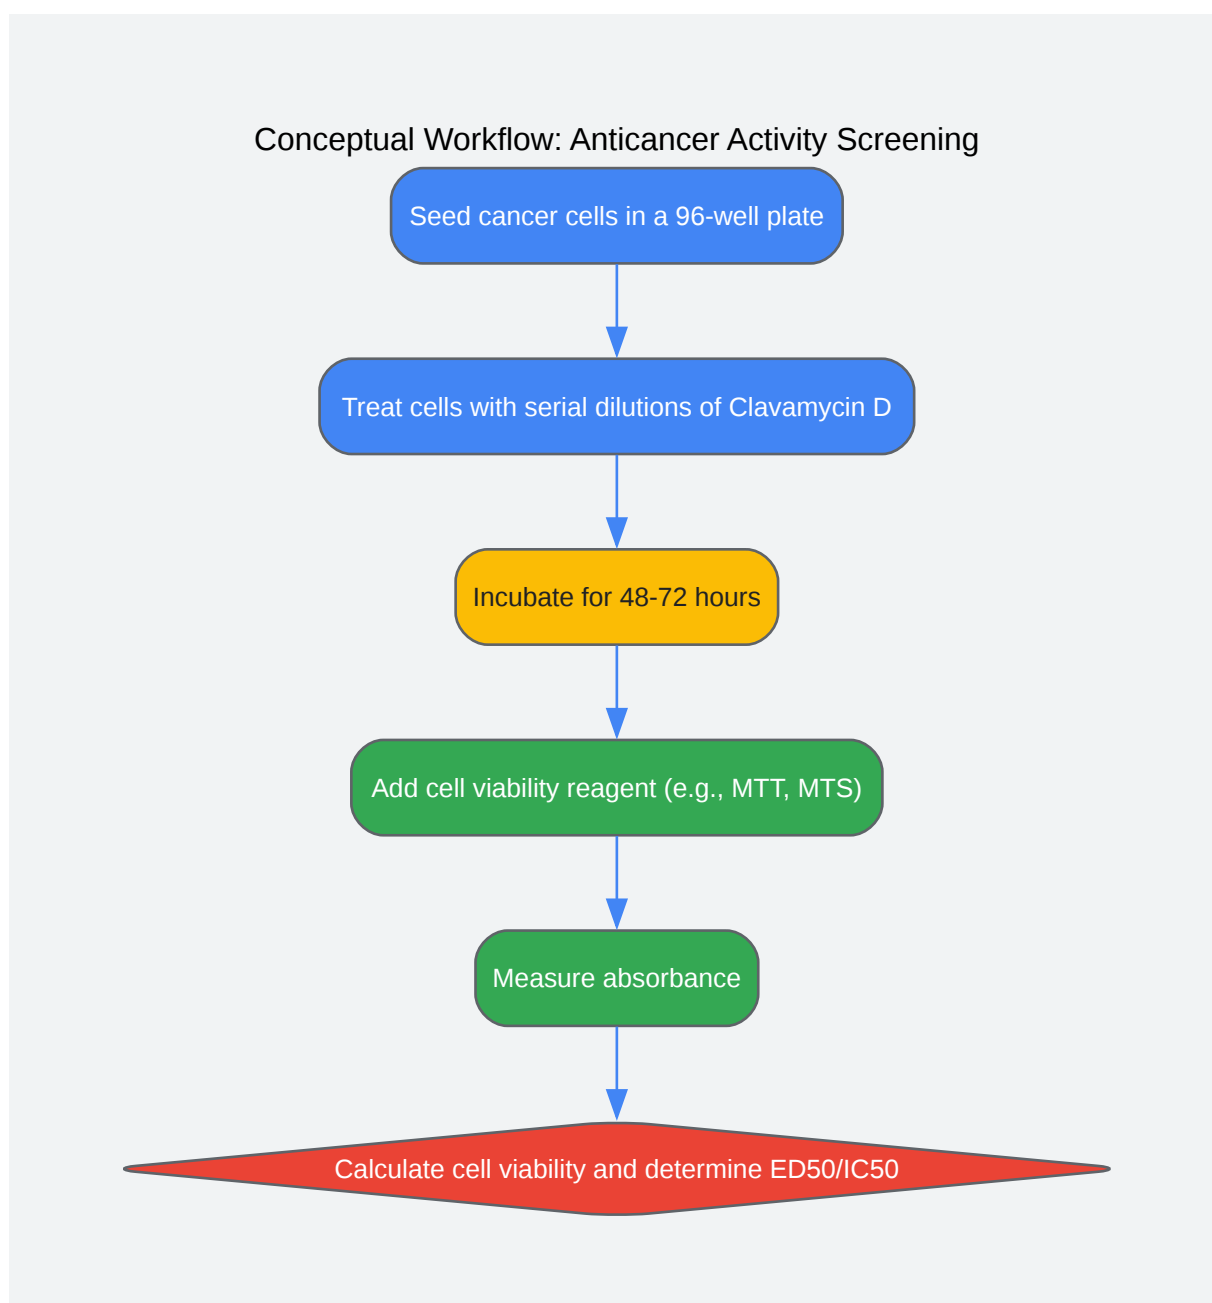 Conceptual Workflow: Anticancer Activity Screening
Seed cancer cells in a 96-well plate
Treat cells with serial dilutions of Clavamycin D
Incubate for 48-72 hours
Add cell viability reagent (e.g., MTT, MTS)
Measure absorbance
Calculate cell viability and determine ED50/IC50